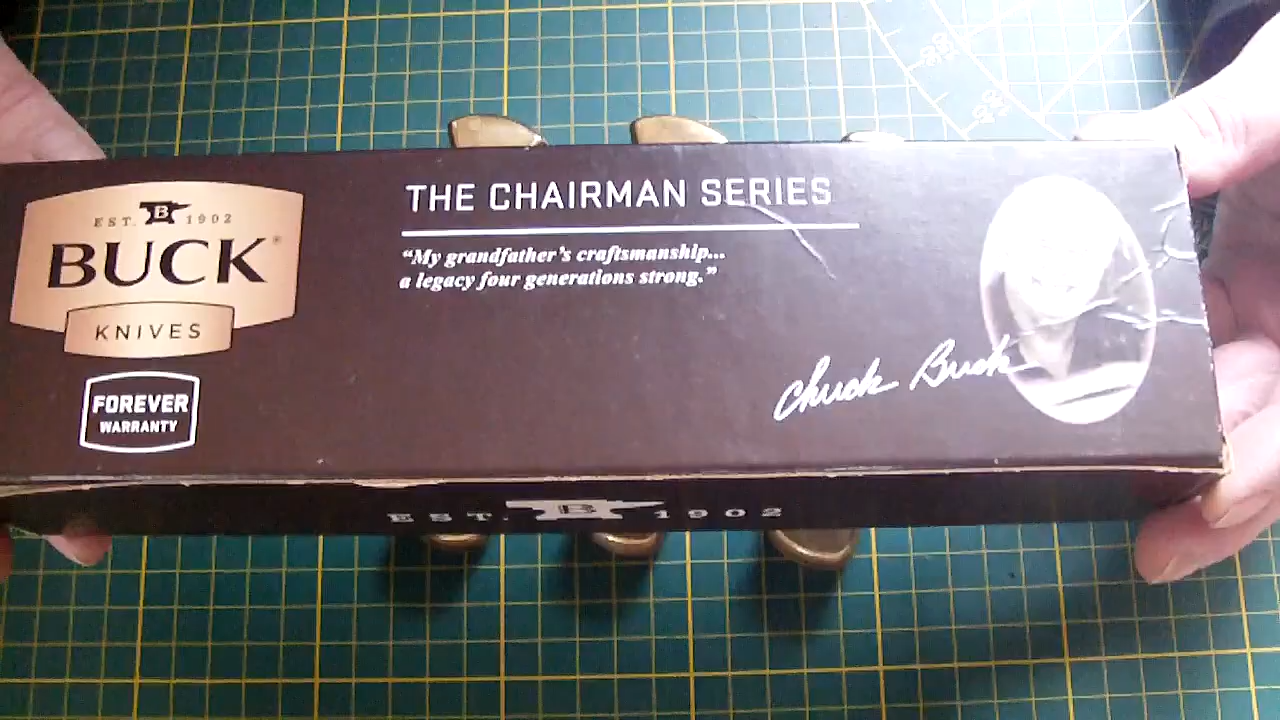 EST. B 1902
BUCK®
KNIVES
FOREVER
WARRANTY
THE CHAIRMAN SERIES
“My grandfather’s craftsmanship...
a legacy four generations strong.”
Chuck Buck
EST. B 1902